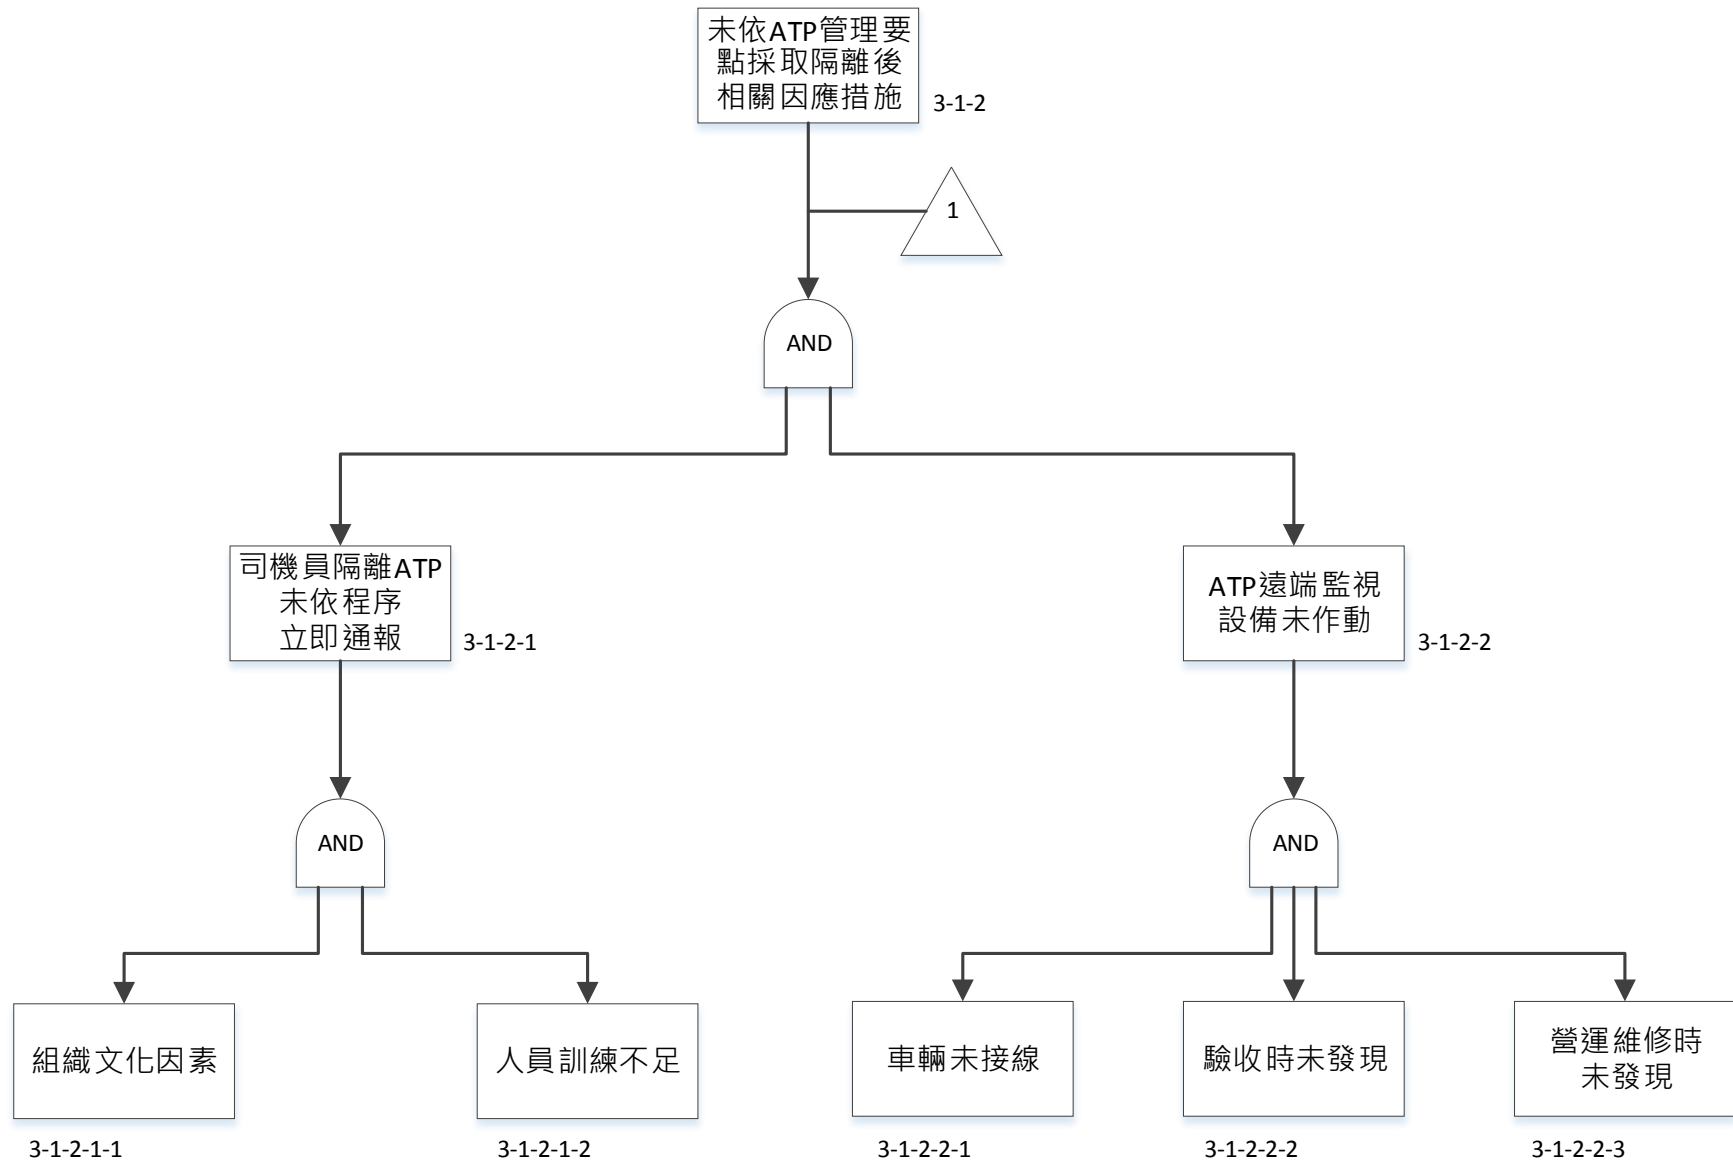 未依ATP管理要
點採取隔離後
相關因應措施
3-1-2
1
AND
司機員隔離ATP
未依程序
立即通報
3-1-2-1
ATP遠端監視
設備未作動
3-1-2-2
AND
AND
組織文化因素
人員訓練不足
車輛未接線
驗收時未發現
營運維修時
未發現
3-1-2-1-1
3-1-2-1-2
3-1-2-2-1
3-1-2-2-2
3-1-2-2-3